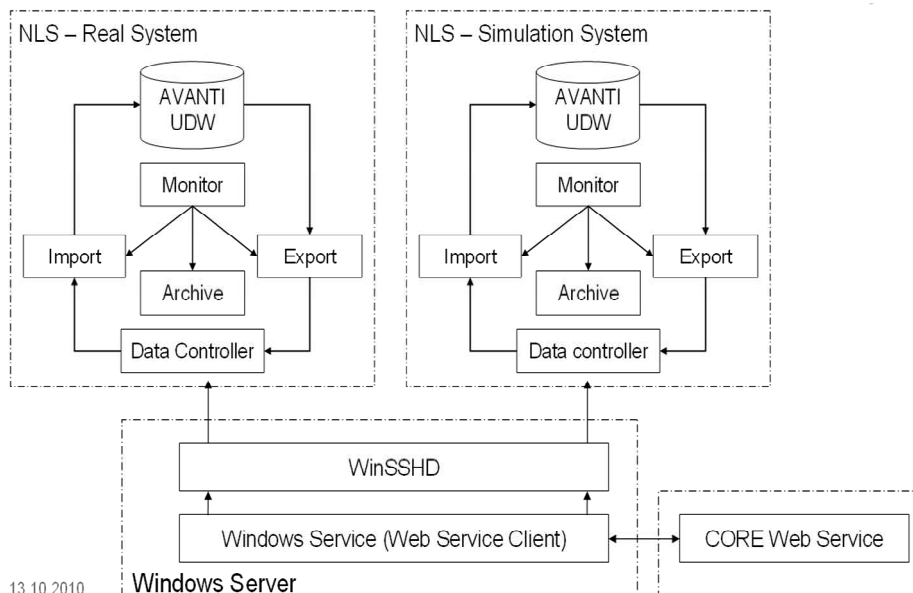 NLS – Real System
AVANTI
UDW
Monitor
Import
Export
Archive
Data Controller
NLS – Simulation System
AVANTI
UDW
Monitor
Import
Export
Archive
Data controller
WinSSHD
Windows Service (Web Service Client)
CORE Web Service
Windows Server
13.10.2010